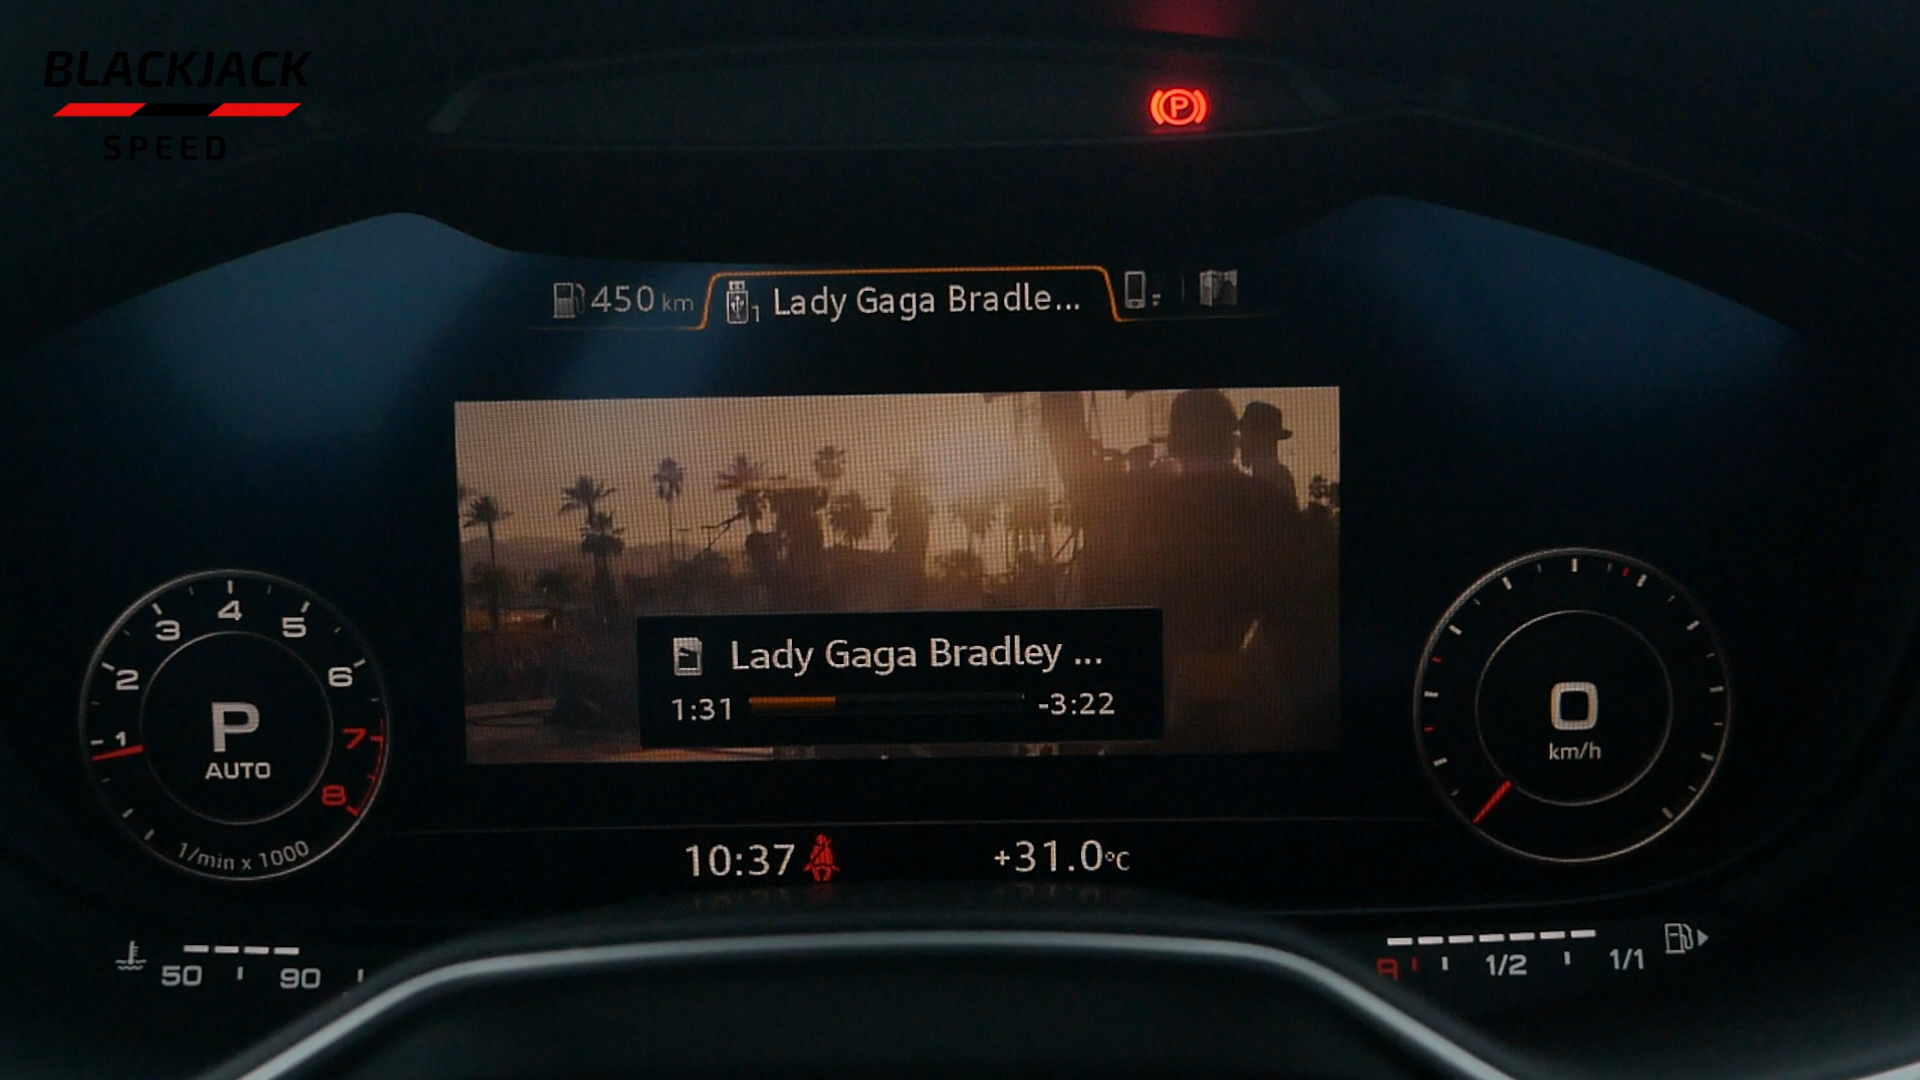 BLACKJACK
SPEED
P
450 km
1 Lady Gaga Bradle...
Lady Gaga Bradley ...
1:31 -3:22
1 2 3 4 5 6 7 8
P
AUTO
1/min x 1000
0
km/h
10:37
+31.0°C
50 90
1/2 1/1